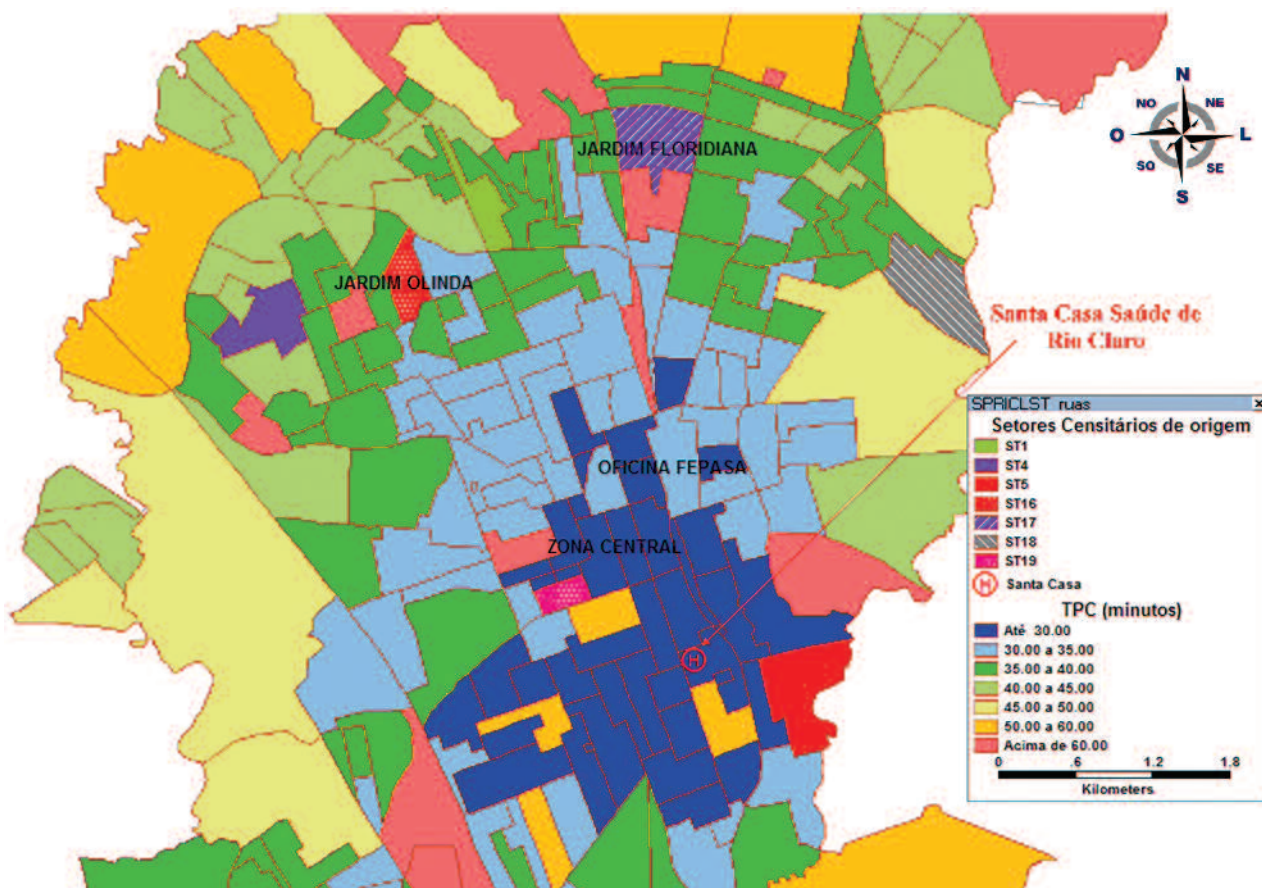 N
NO
NE
O
L
SO
SE
S
JARDIM FLORIDIANA
JARDIM OLINDA
Santa Casa Saúde de
Rio Claro
OFICINA FEPASA
ZONA CENTRAL
H
SPRICLST ruas
x
Setores Censitários de origem
ST1
ST4
ST5
ST16
ST17
ST18
ST19
H Santa Casa
TPC (minutos)
Até 30.00
30.00 a 35.00
35.00 a 40.00
40.00 a 45.00
45.00 a 50.00
50.00 a 60.00
Acima de 60.00
0 .6 1.2 1.8
Kilometers